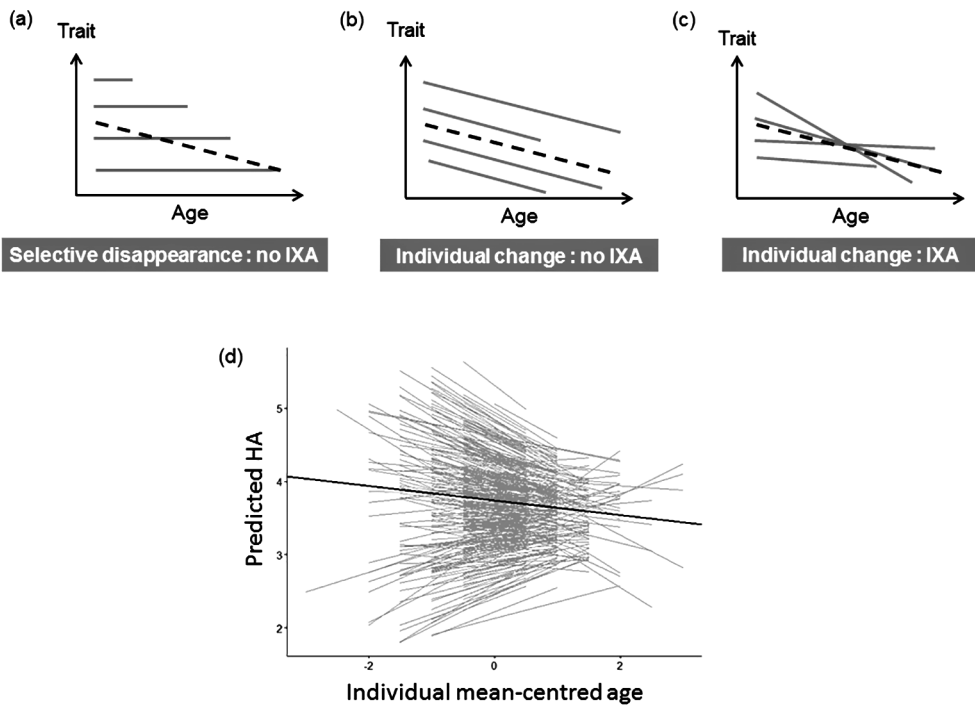 (a)
Trait
Age
Selective disappearance : no IXA
(b)
Trait
Age
Individual change : no IXA
(c)
Trait
Age
Individual change : IXA
(d)
Predicted HA
5
4
3
2
-2
0
2
Individual mean-centred age